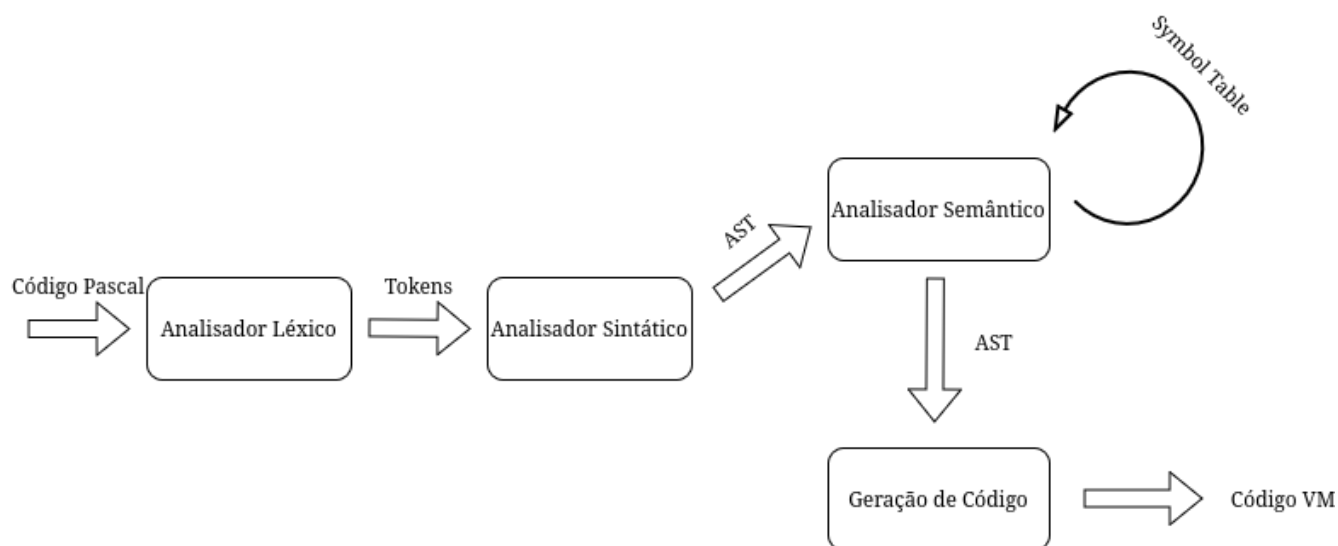 Código Pascal
Analisador Léxico
Tokens
Analisador Sintático
AST
Analisador Semântico
Symbol Table
AST
Geração de Código
Código VM